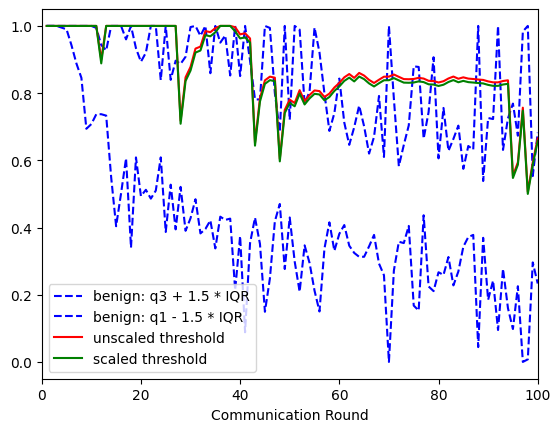 1.0
0.8
0.6
0.4
0.2
0.0
benign: q3 + 1.5 * IQR
benign: q1 - 1.5 * IQR
unscaled threshold
scaled threshold
0 20 40 60 80 100
Communication Round